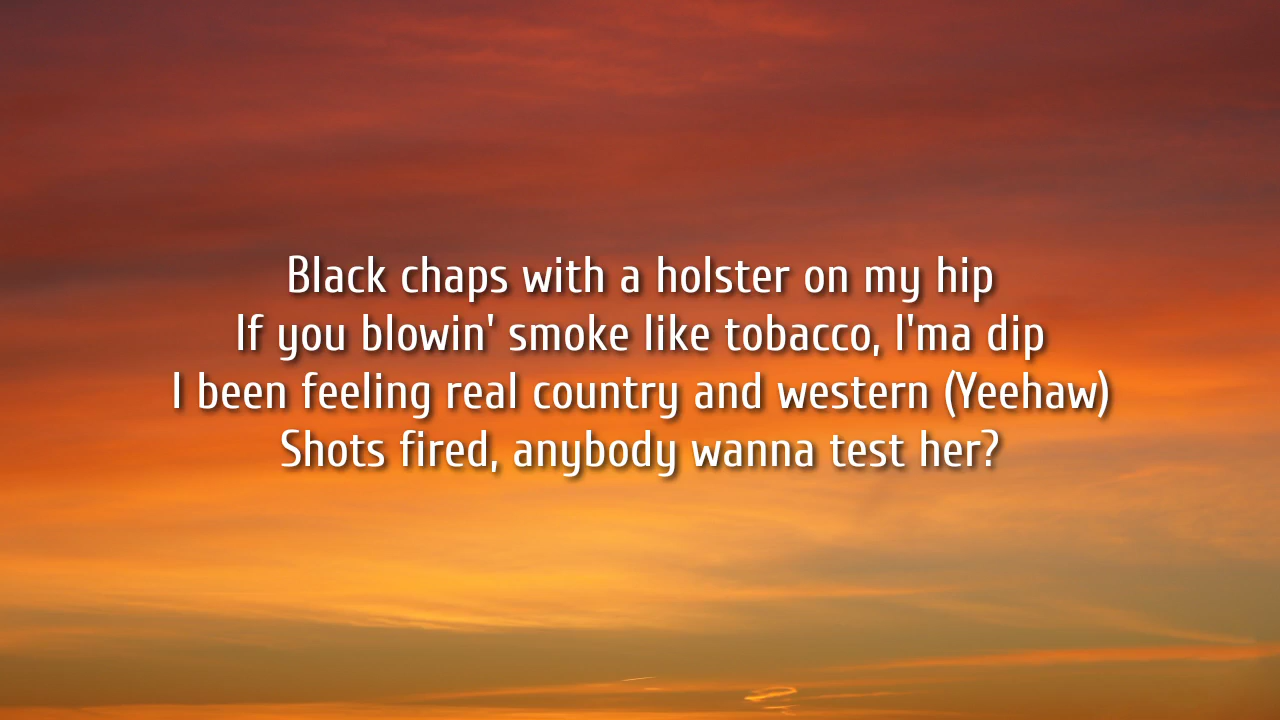 Black chaps with a holster on my hip
If you blowin' smoke like tobacco, I'ma dip
I been feeling real country and western (Yeehaw)
Shots fired, anybody wanna test her?